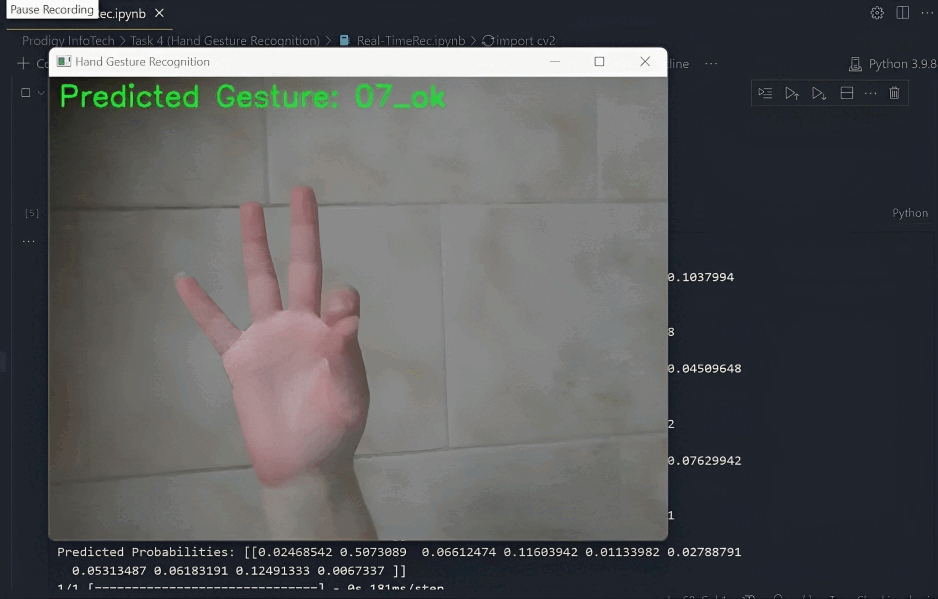 Pause Recording
ec.ipynb
Prodigy InfoTech > Task 4 (Hand Gesture Recognition) > Real-TimeRec.ipynb > import cv2
line ... Python 3.9.8
Hand Gesture Recognition
Predicted Gesture: 07_ok
[5]
Python
...
0.1037994
8
0.04509648
2
0.07629942
1
Predicted Probabilities: [[0.02468542 0.5073089 0.06612474 0.11603942 0.01133982 0.02788791
0.05313487 0.06183191 0.12491333 0.0067337 ]]
1/1 [==============================] - 0s 181ms/step